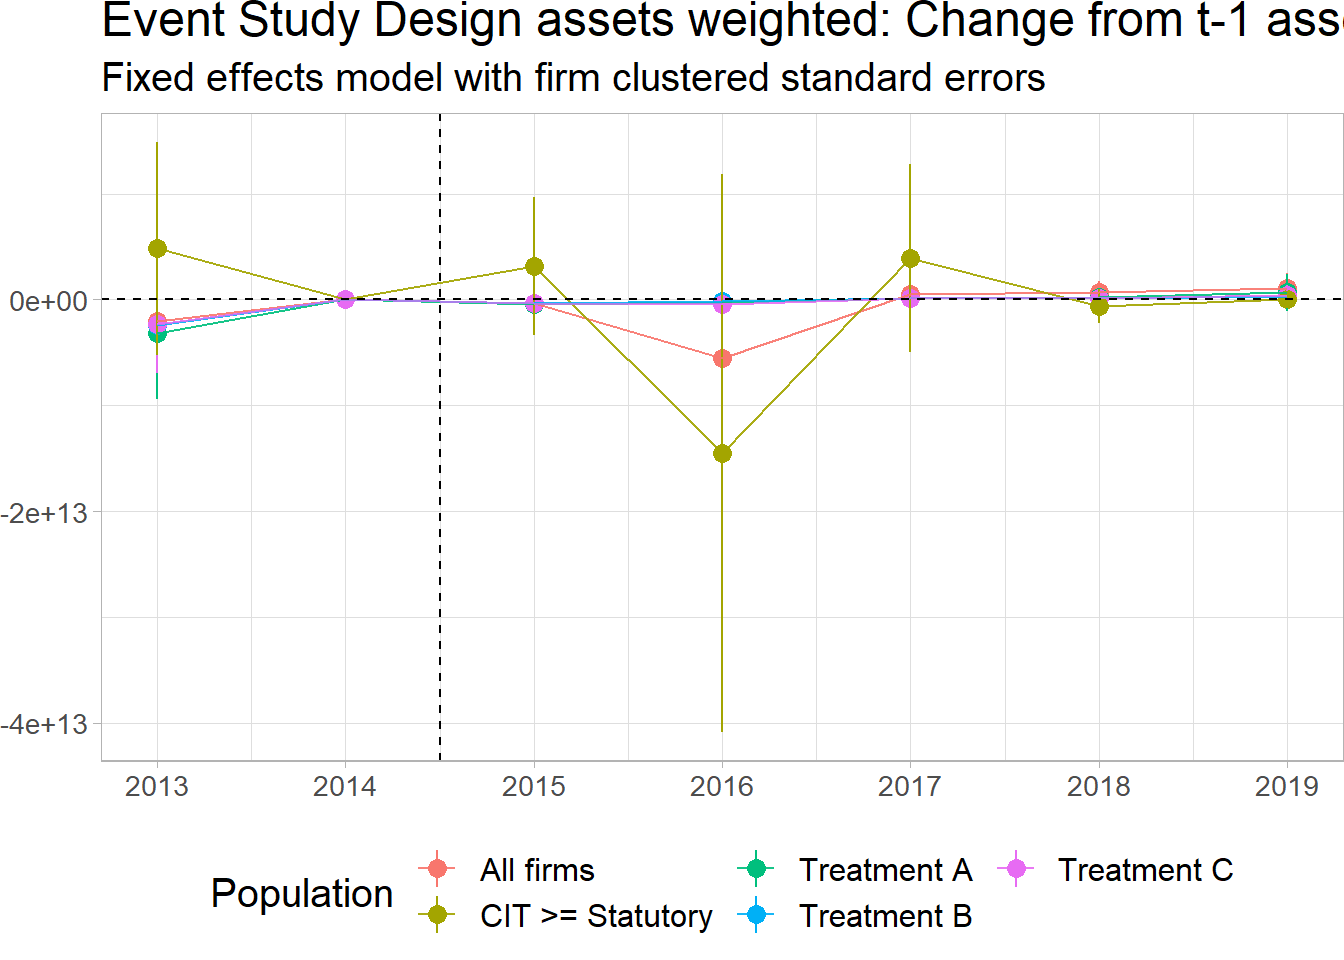 Event Study Design assets weighted: Change from t-1
Fixed effects model with firm clustered standard errors
0e+00
-2e+13
-4e+13
2013 2014 2015 2016 2017 2018 2019
Population
All firms
CIT >= Statutory
Treatment A
Treatment B
Treatment C